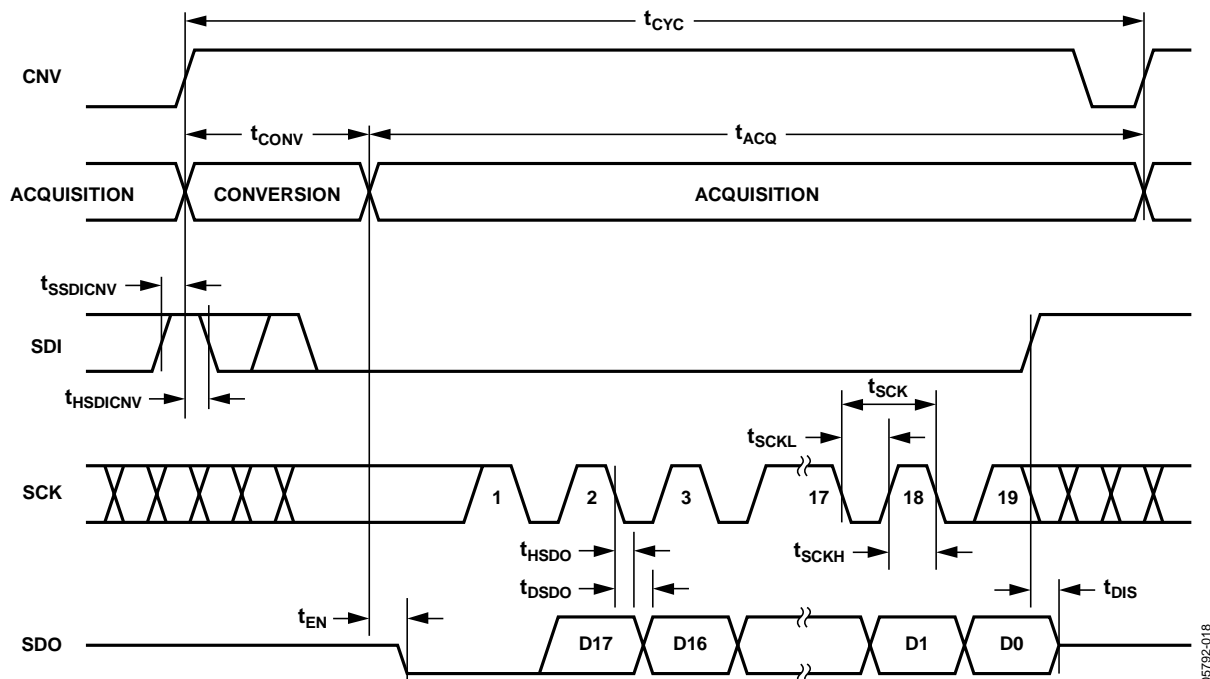 tCYC
CNV
tCONV
tACQ
ACQUISITION
CONVERSION
ACQUISITION
tSSDICNV
SDI
tHSDICNV
tSCK
tSCKL
SCK
1
2
3
17
18
19
tHSDO
tSCKH
tDSDO
tDIS
tEN
SDO
D17
D16
D1
D0
05792-018